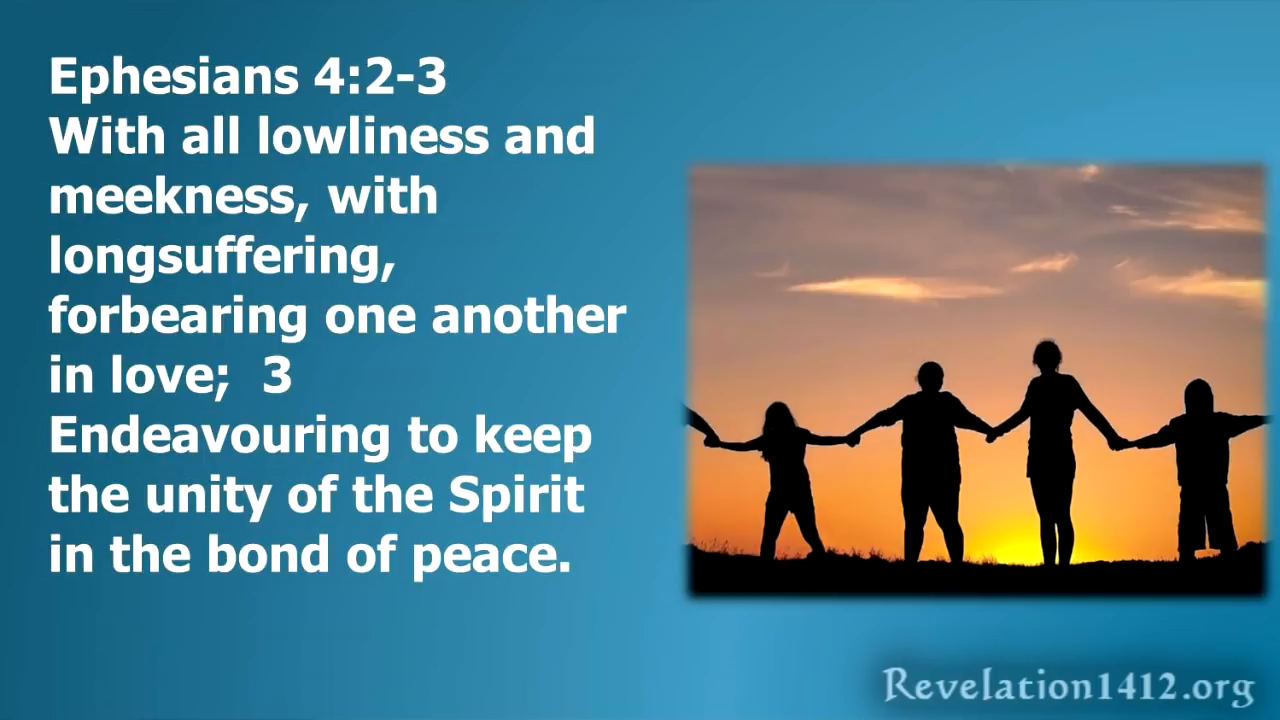 Ephesians 4:2-3
With all lowliness and
meekness, with
longsuffering,
forbearing one another
in love;  3
Endeavouring to keep
the unity of the Spirit
in the bond of peace.
Revelation1412.org